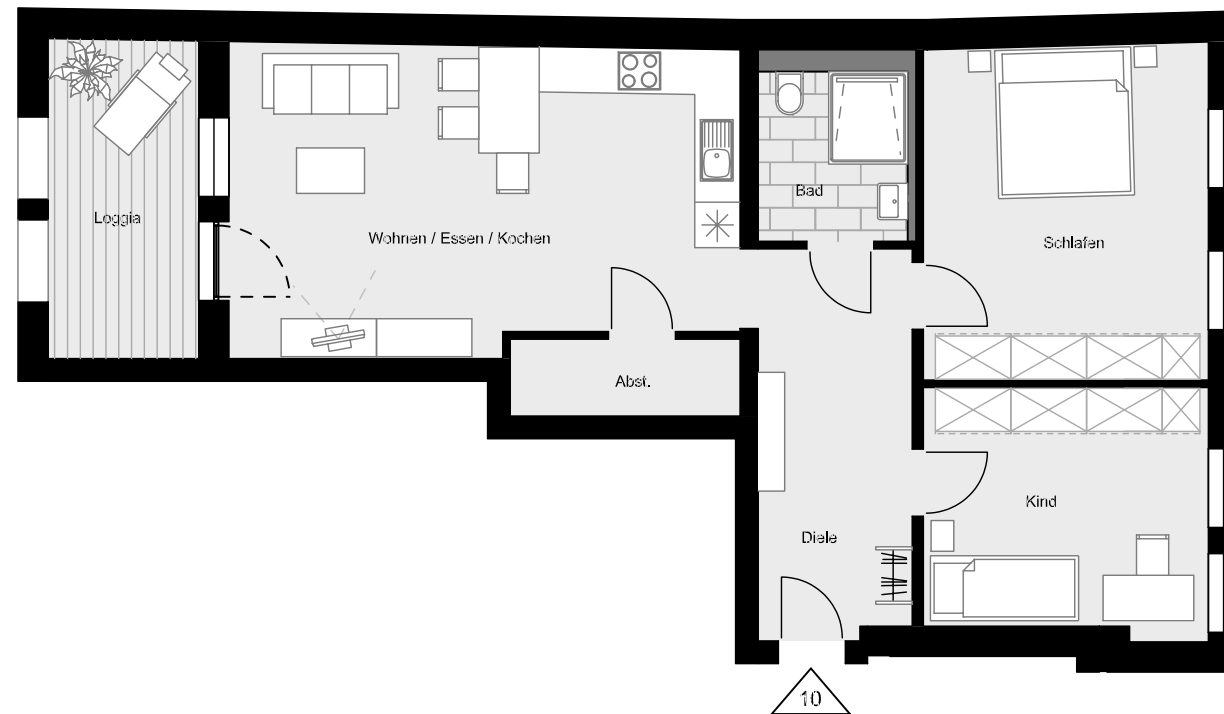 Bad
Loggia
Wohnen / Essen / Kochen
Schlafen
Abst.
Kind
Diele
10